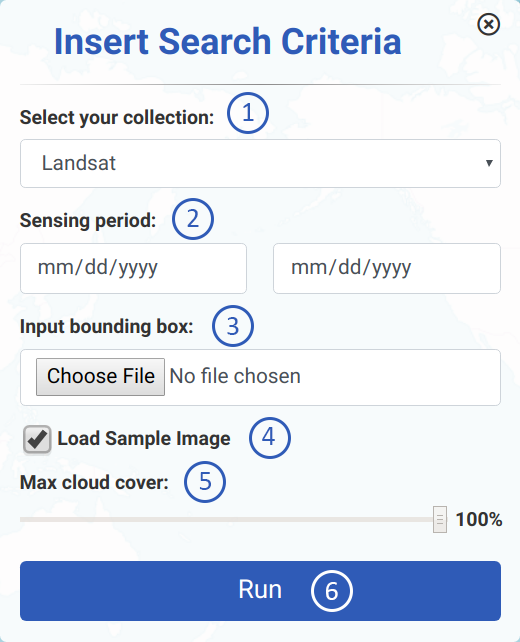 Insert Search Criteria
Select your collection: 1
Landsat
Sensing period: 2
mm/dd/yyyy mm/dd/yyyy
Input bounding box: 3
Choose File No file chosen
Load Sample Image 4
Max cloud cover: 5
100%
Run 6